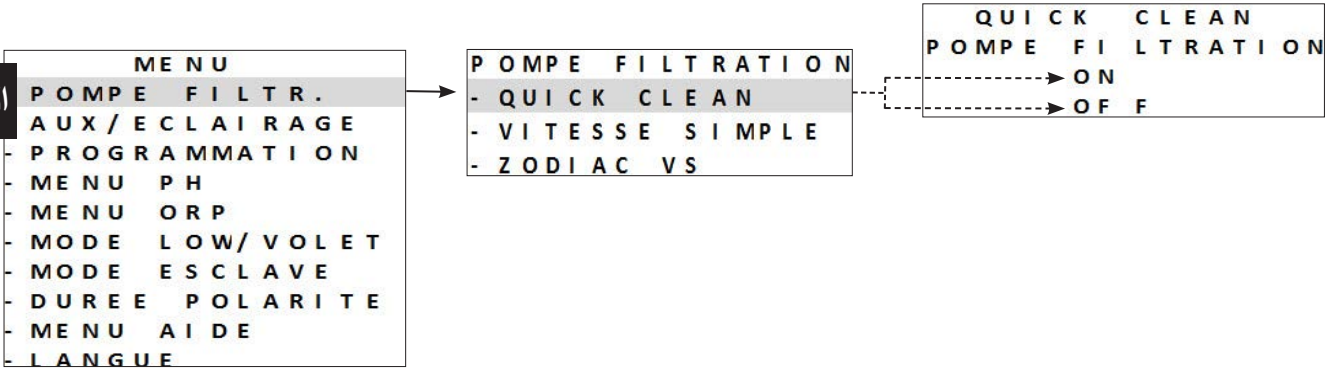 MENU
POMPE FILTR.
AUX/ECLAIRAGE
- PROGRAMMATION
- MENU PH
- MENU ORP
- MODE LOW/VOLET
- MODE ESCLAVE
- DUREE POLARITE
- MENU AIDE
- LANGUE
POMPE FILTRATION
- QUICK CLEAN
- VITESSE SIMPLE
- ZODIAC VS
QUICK CLEAN
POMPE FILTRATION
ON
OFF